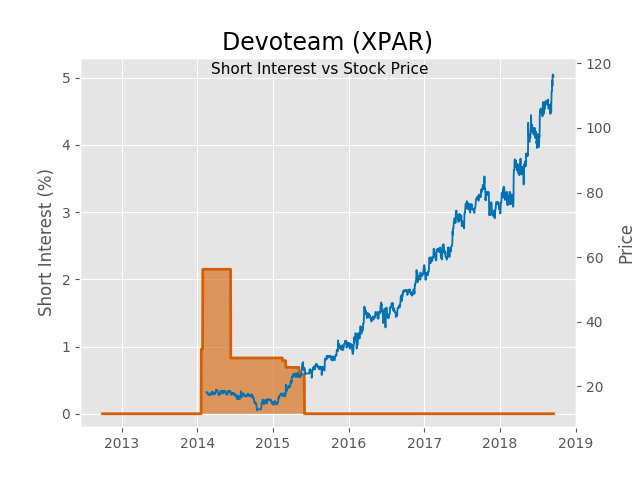 Devoteam (XPAR)
Short Interest vs Stock Price
Short Interest (%)
5
4
3
2
1
0
120
100
80
60
40
20
Price
2013 2014 2015 2016 2017 2018 2019